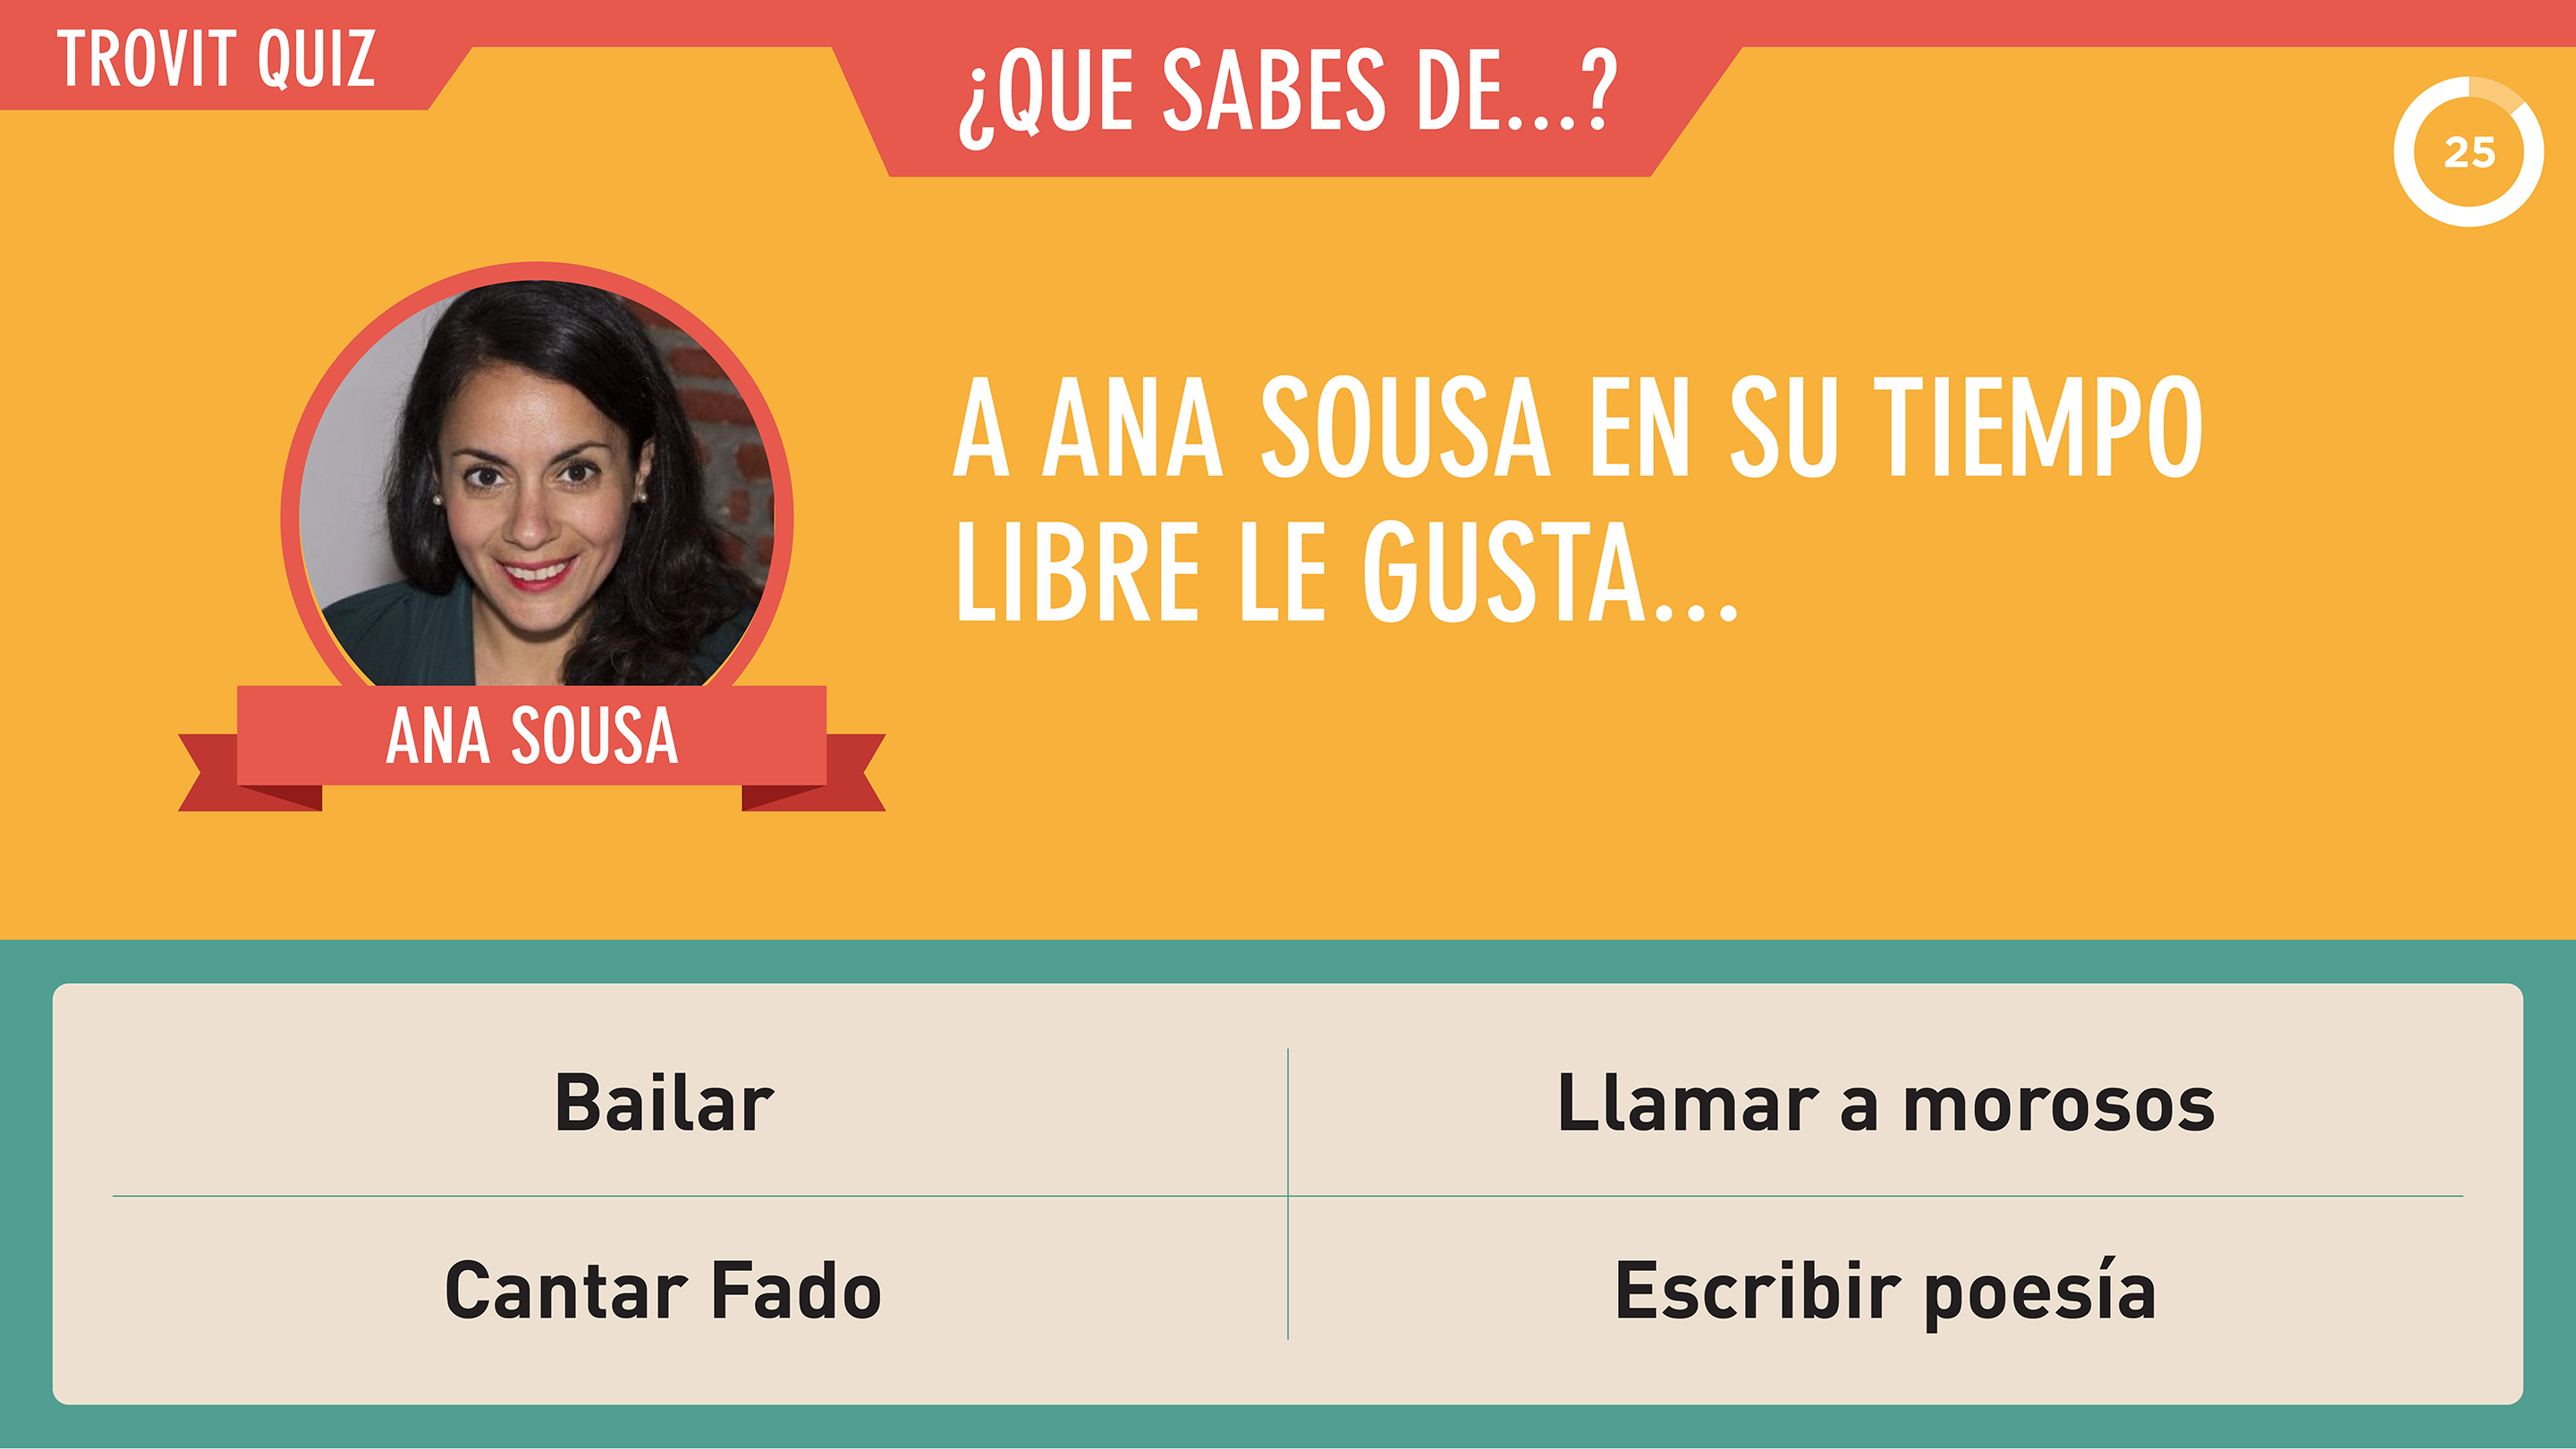 TROVIT QUIZ
¿QUE SABES DE...?
25
A ANA SOUSA EN SU TIEMPO
LIBRE LE GUSTA...
ANA SOUSA
Bailar
Llamar a morosos
Cantar Fado
Escribir poesía